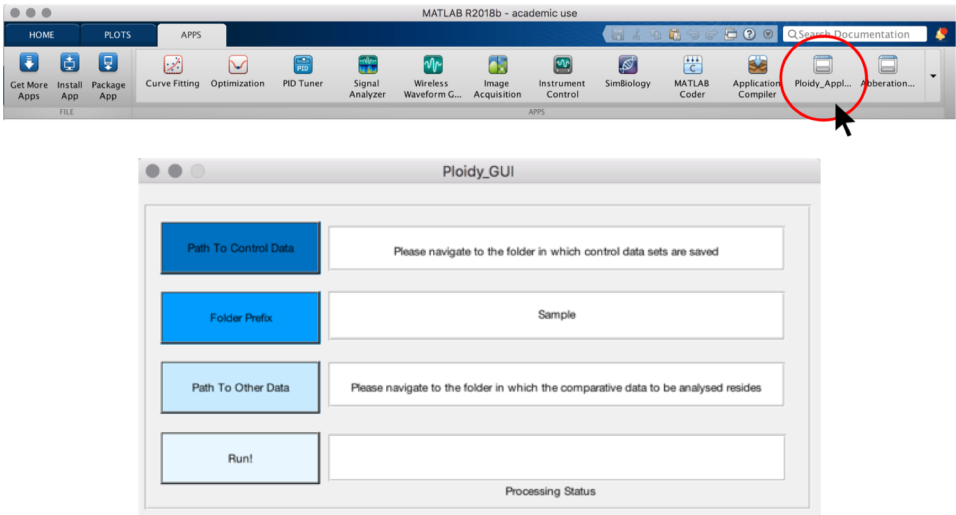 MATLAB R2018b - academic use
HOME PLOTS APPS Search Documentation
Get More Apps
Install App
Package App
Curve Fitting
Optimization
PID Tuner
Signal Analyzer
Wireless Waveform G...
Image Acquisition
Instrument Control
SimBiology
MATLAB Coder
Application Compiler
Ploidy_Appl...
Abberation...
FILE APPS
Ploidy_GUI
Path To Control Data
Please navigate to the folder in which control data sets are saved
Folder Prefix
Sample
Path To Other Data
Please navigate to the folder in which the comparative data to be analysed resides
Run!
Processing Status